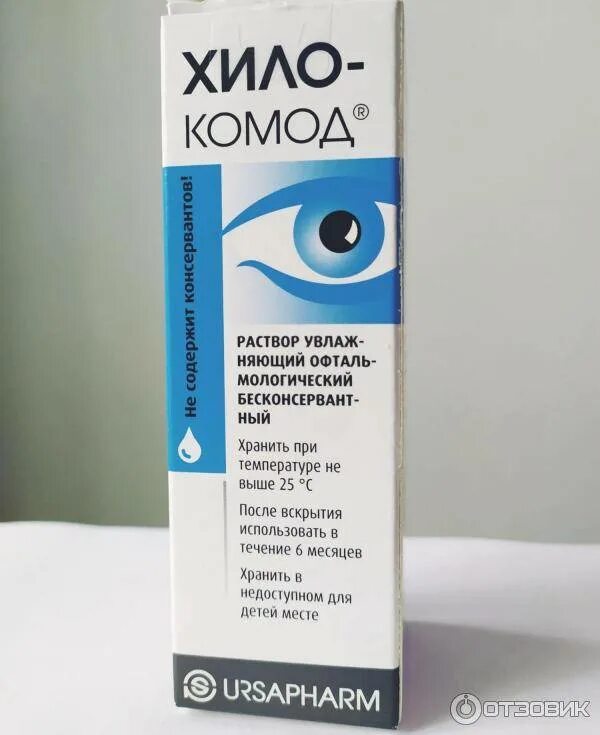 ХИЛО-
КОМОД®
Не содержит консервантов!
РАСТВОР УВЛАЖ-
НЯЮЩИЙ ОФТАЛЬ-
МОЛОГИЧЕСКИЙ
БЕСКОНСЕРВАНТ-
НЫЙ
Хранить при
температуре не
выше 25 °C
После вскрытия
использовать в
течение 6 месяцев
Хранить в
недоступном для
детей месте
URSAPHARM
ОТЗОВИК